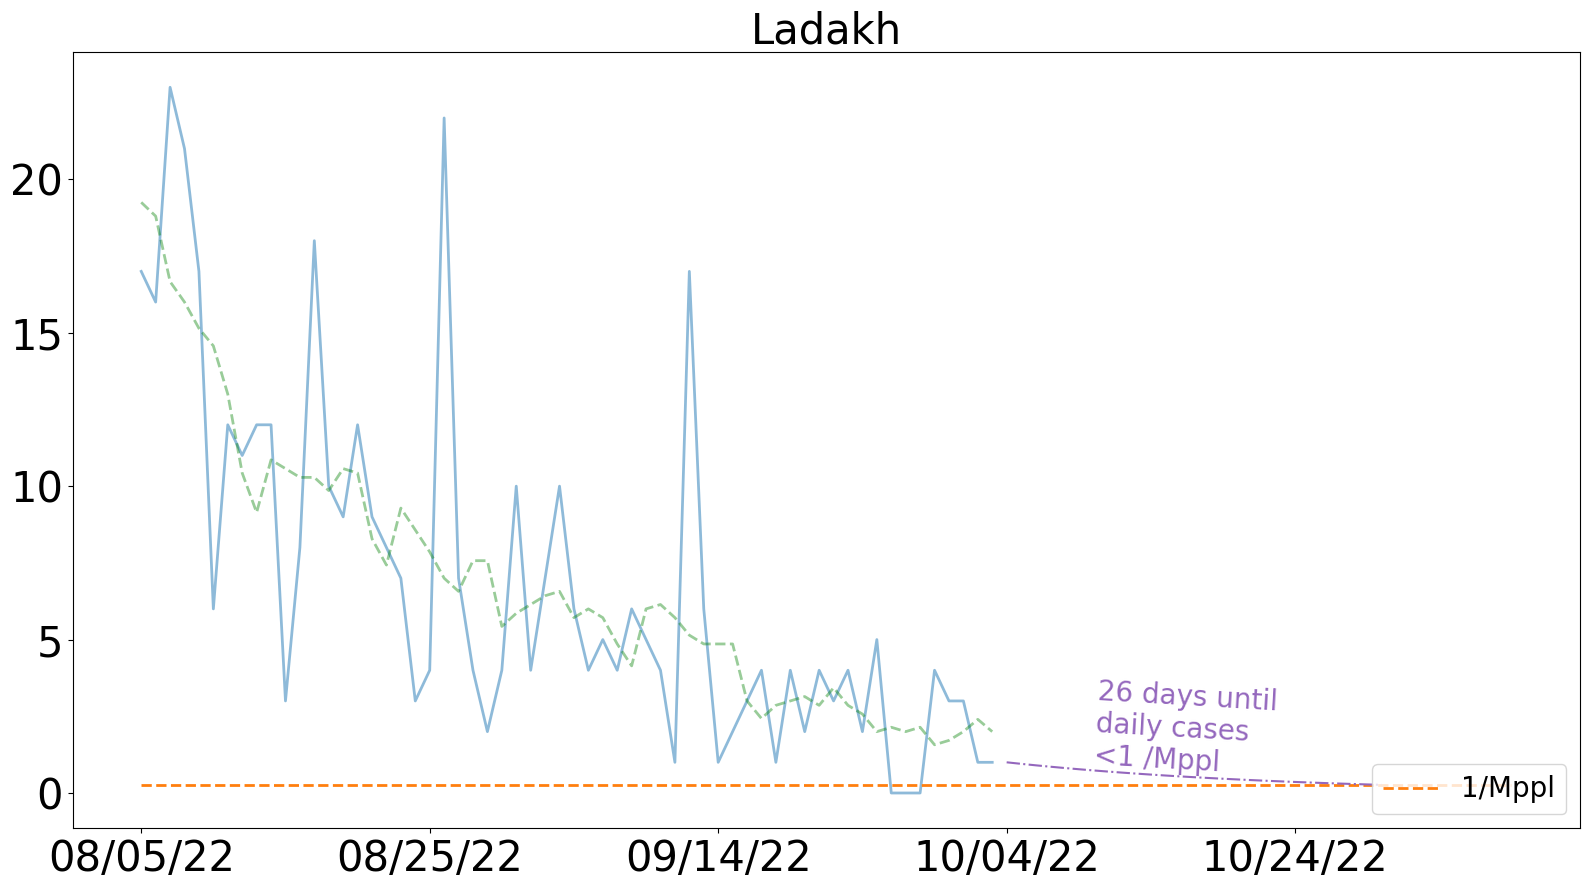 Ladakh
20
15
10
5
0
26 days until
daily cases
<1 /Mppl
1/Mppl
08/05/22 08/25/22 09/14/22 10/04/22 10/24/22